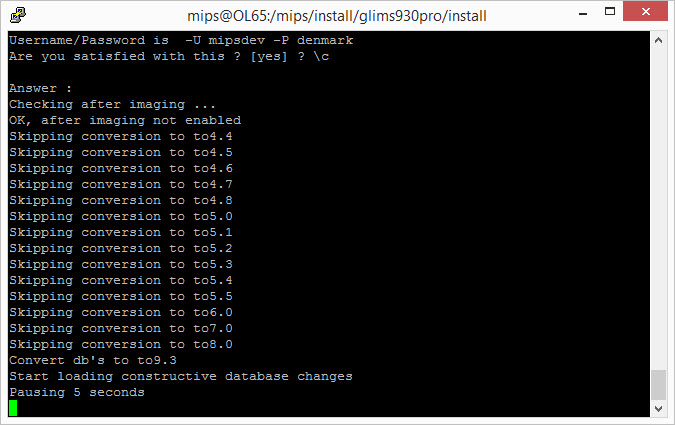 mips@OL65:/mips/install/glims930pro/install
Username/Password is  -U mipsdev -P denmark
Are you satisfied with this ? [yes] ? \c
Answer :
Checking after imaging ...
OK, after imaging not enabled
Skipping conversion to to4.4
Skipping conversion to to4.5
Skipping conversion to to4.6
Skipping conversion to to4.7
Skipping conversion to to4.8
Skipping conversion to to5.0
Skipping conversion to to5.1
Skipping conversion to to5.2
Skipping conversion to to5.3
Skipping conversion to to5.4
Skipping conversion to to5.5
Skipping conversion to to6.0
Skipping conversion to to7.0
Skipping conversion to to8.0
Convert db's to to9.3
Start loading constructive database changes
Pausing 5 seconds